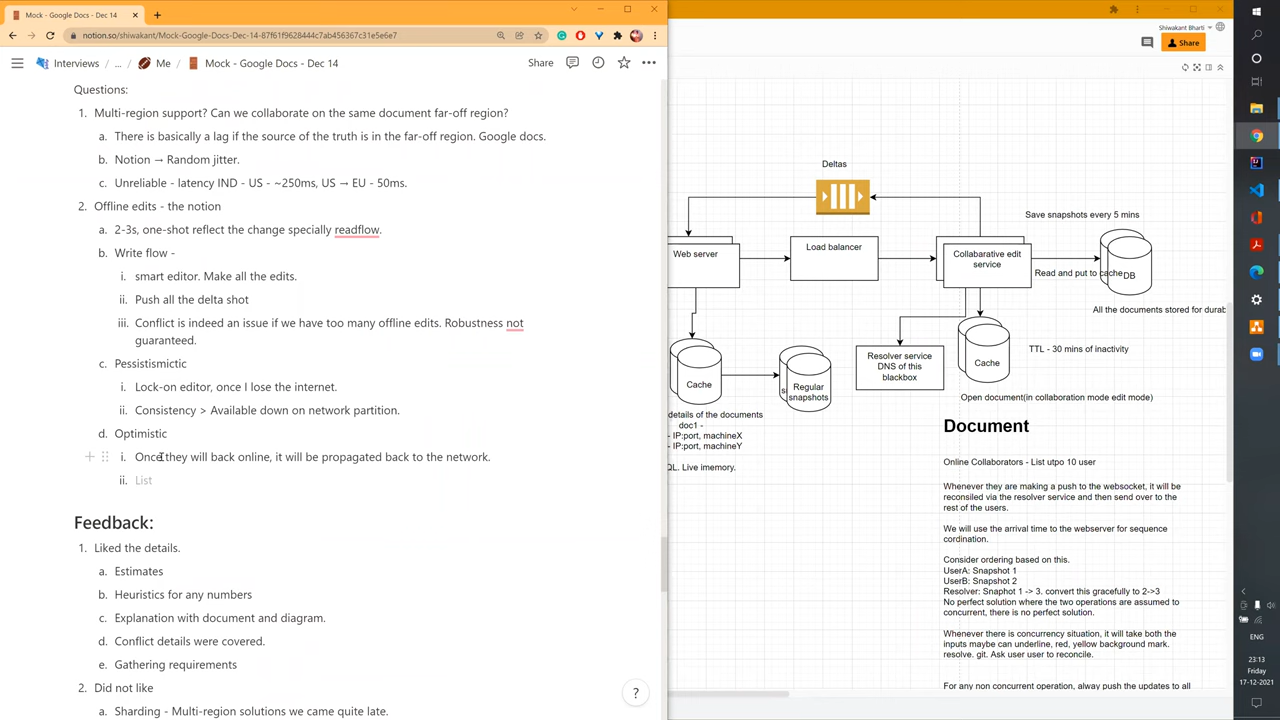 Mock - Google Docs - Dec 14
notion.so/shiwakant/Mock-Google-Docs-Dec-14-87f61f9628444c7ab456367c31e5e6e7
Interviews / ... / Me / Mock - Google Docs - Dec 14
Share
Questions:
1. Multi-region support? Can we collaborate on the same document far-off region?
a. There is basically a lag if the source of the truth is in the far-off region. Google docs.
b. Notion → Random jitter.
c. Unreliable - latency IND - US - ~250ms, US → EU - 50ms.
2. Offline edits - the notion
a. 2-3s, one-shot reflect the change specially readflow.
b. Write flow -
i. smart editor. Make all the edits.
ii. Push all the delta shot
iii. Conflict is indeed an issue if we have too many offline edits. Robustness not
guaranteed.
c. Pessistismictic
i. Lock-on editor, once I lose the internet.
ii. Consistency > Available down on network partition.
d. Optimistic
i. Once they will back online, it will be propagated back to the network.
ii. List
Feedback:
1. Liked the details.
a. Estimates
b. Heuristics for any numbers
c. Explanation with document and diagram.
d. Conflict details were covered.
e. Gathering requirements
2. Did not like
a. Sharding - Multi-region solutions we came quite late.
?
Shiwakant Bharti
Share
Deltas
Save snapshots every 5 mins
Web server
Load balancer
Collabarative edit
service
Read and put to cache
DB
All the documents stored for durab
Cache
Regular
snapshots
Resolver service
DNS of this
blackbox
Cache
TTL - 30 mins of inactivity
Open document(in collaboration mode edit mode)
details of the documents
doc1 -
- IP:port, machineX
- IP:port, machineY
QL. Live imemory.
Document
Online Collaborators - List utpo 10 user
Whenever they are making a push to the websocket, it will be
reconsiled via the resolver service and then send over to the
rest of the users.
We will use the arrival time to the webserver for sequence
cordination.
Consider ordering based on this.
UserA: Snapshot 1
UserB: Snapshot 2
Resolver: Snaphot 1 -> 3. convert this gracefully to 2->3
No perfect solution where the two operations are assumed to
concurrent, there is no perfect solution.
Whenever there is concurrency situation, it will take both the
inputs maybe can underline, red, yellow background mark.
resolve. git. Ask user user to reconcile.
For any non concurrent operation, alway push the updates to all
ENG
23:13
Friday
17-12-2021